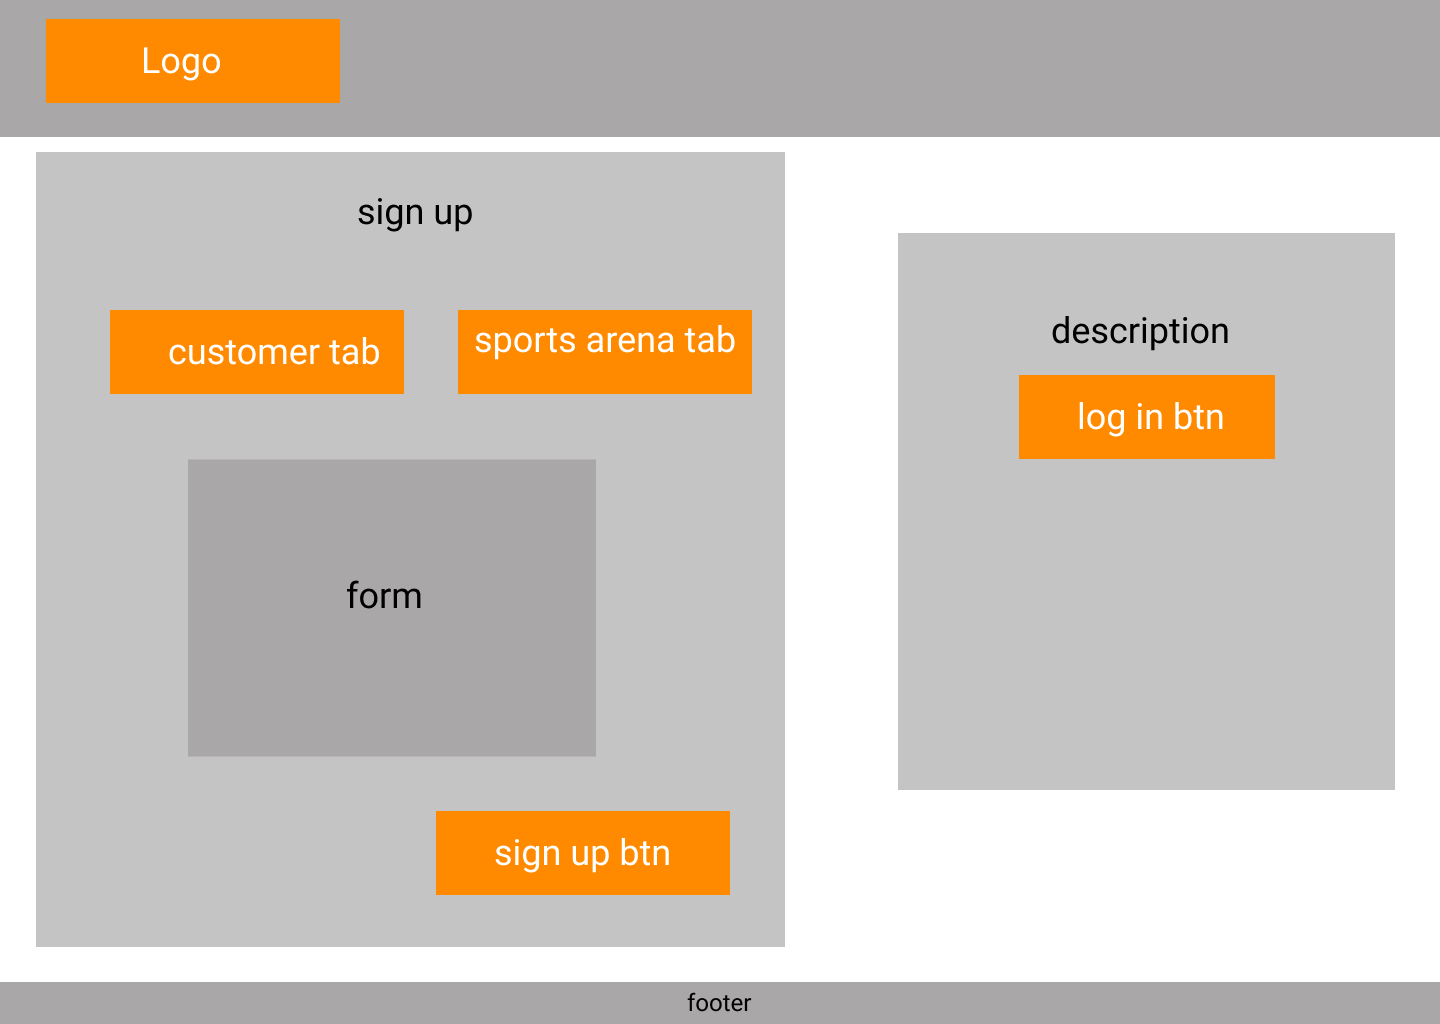 Logo
sign up
customer tab
sports arena tab
form
sign up btn
description
log in btn
footer